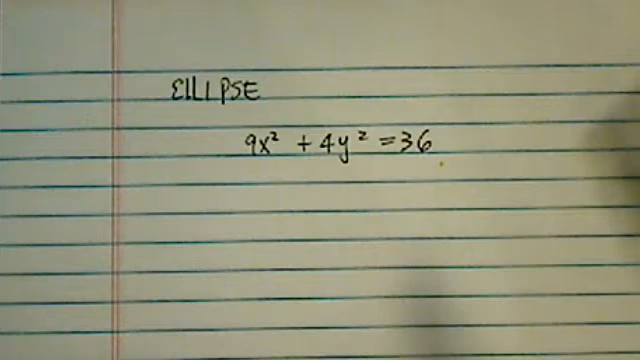 ELLIPSE
9x² + 4y² = 36